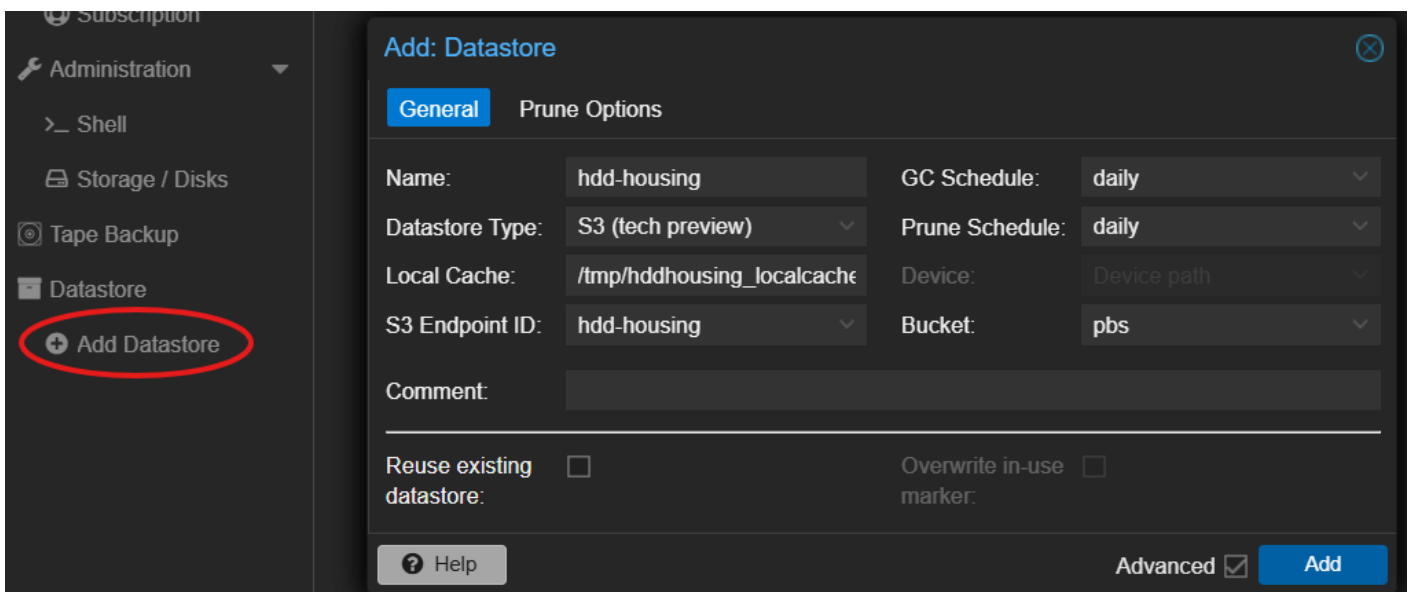 Subscription
Administration
>_ Shell
Storage / Disks
Tape Backup
Datastore
Add Datastore
Add: Datastore
General Prune Options
Name: hdd-housing GC Schedule: daily
Datastore Type: S3 (tech preview) Prune Schedule: daily
Local Cache: /tmp/hddhousing_localcache Device: Device path
S3 Endpoint ID: hdd-housing Bucket: pbs
Comment:
Reuse existing Overwrite in-use
datastore: marker:
Help Advanced Add